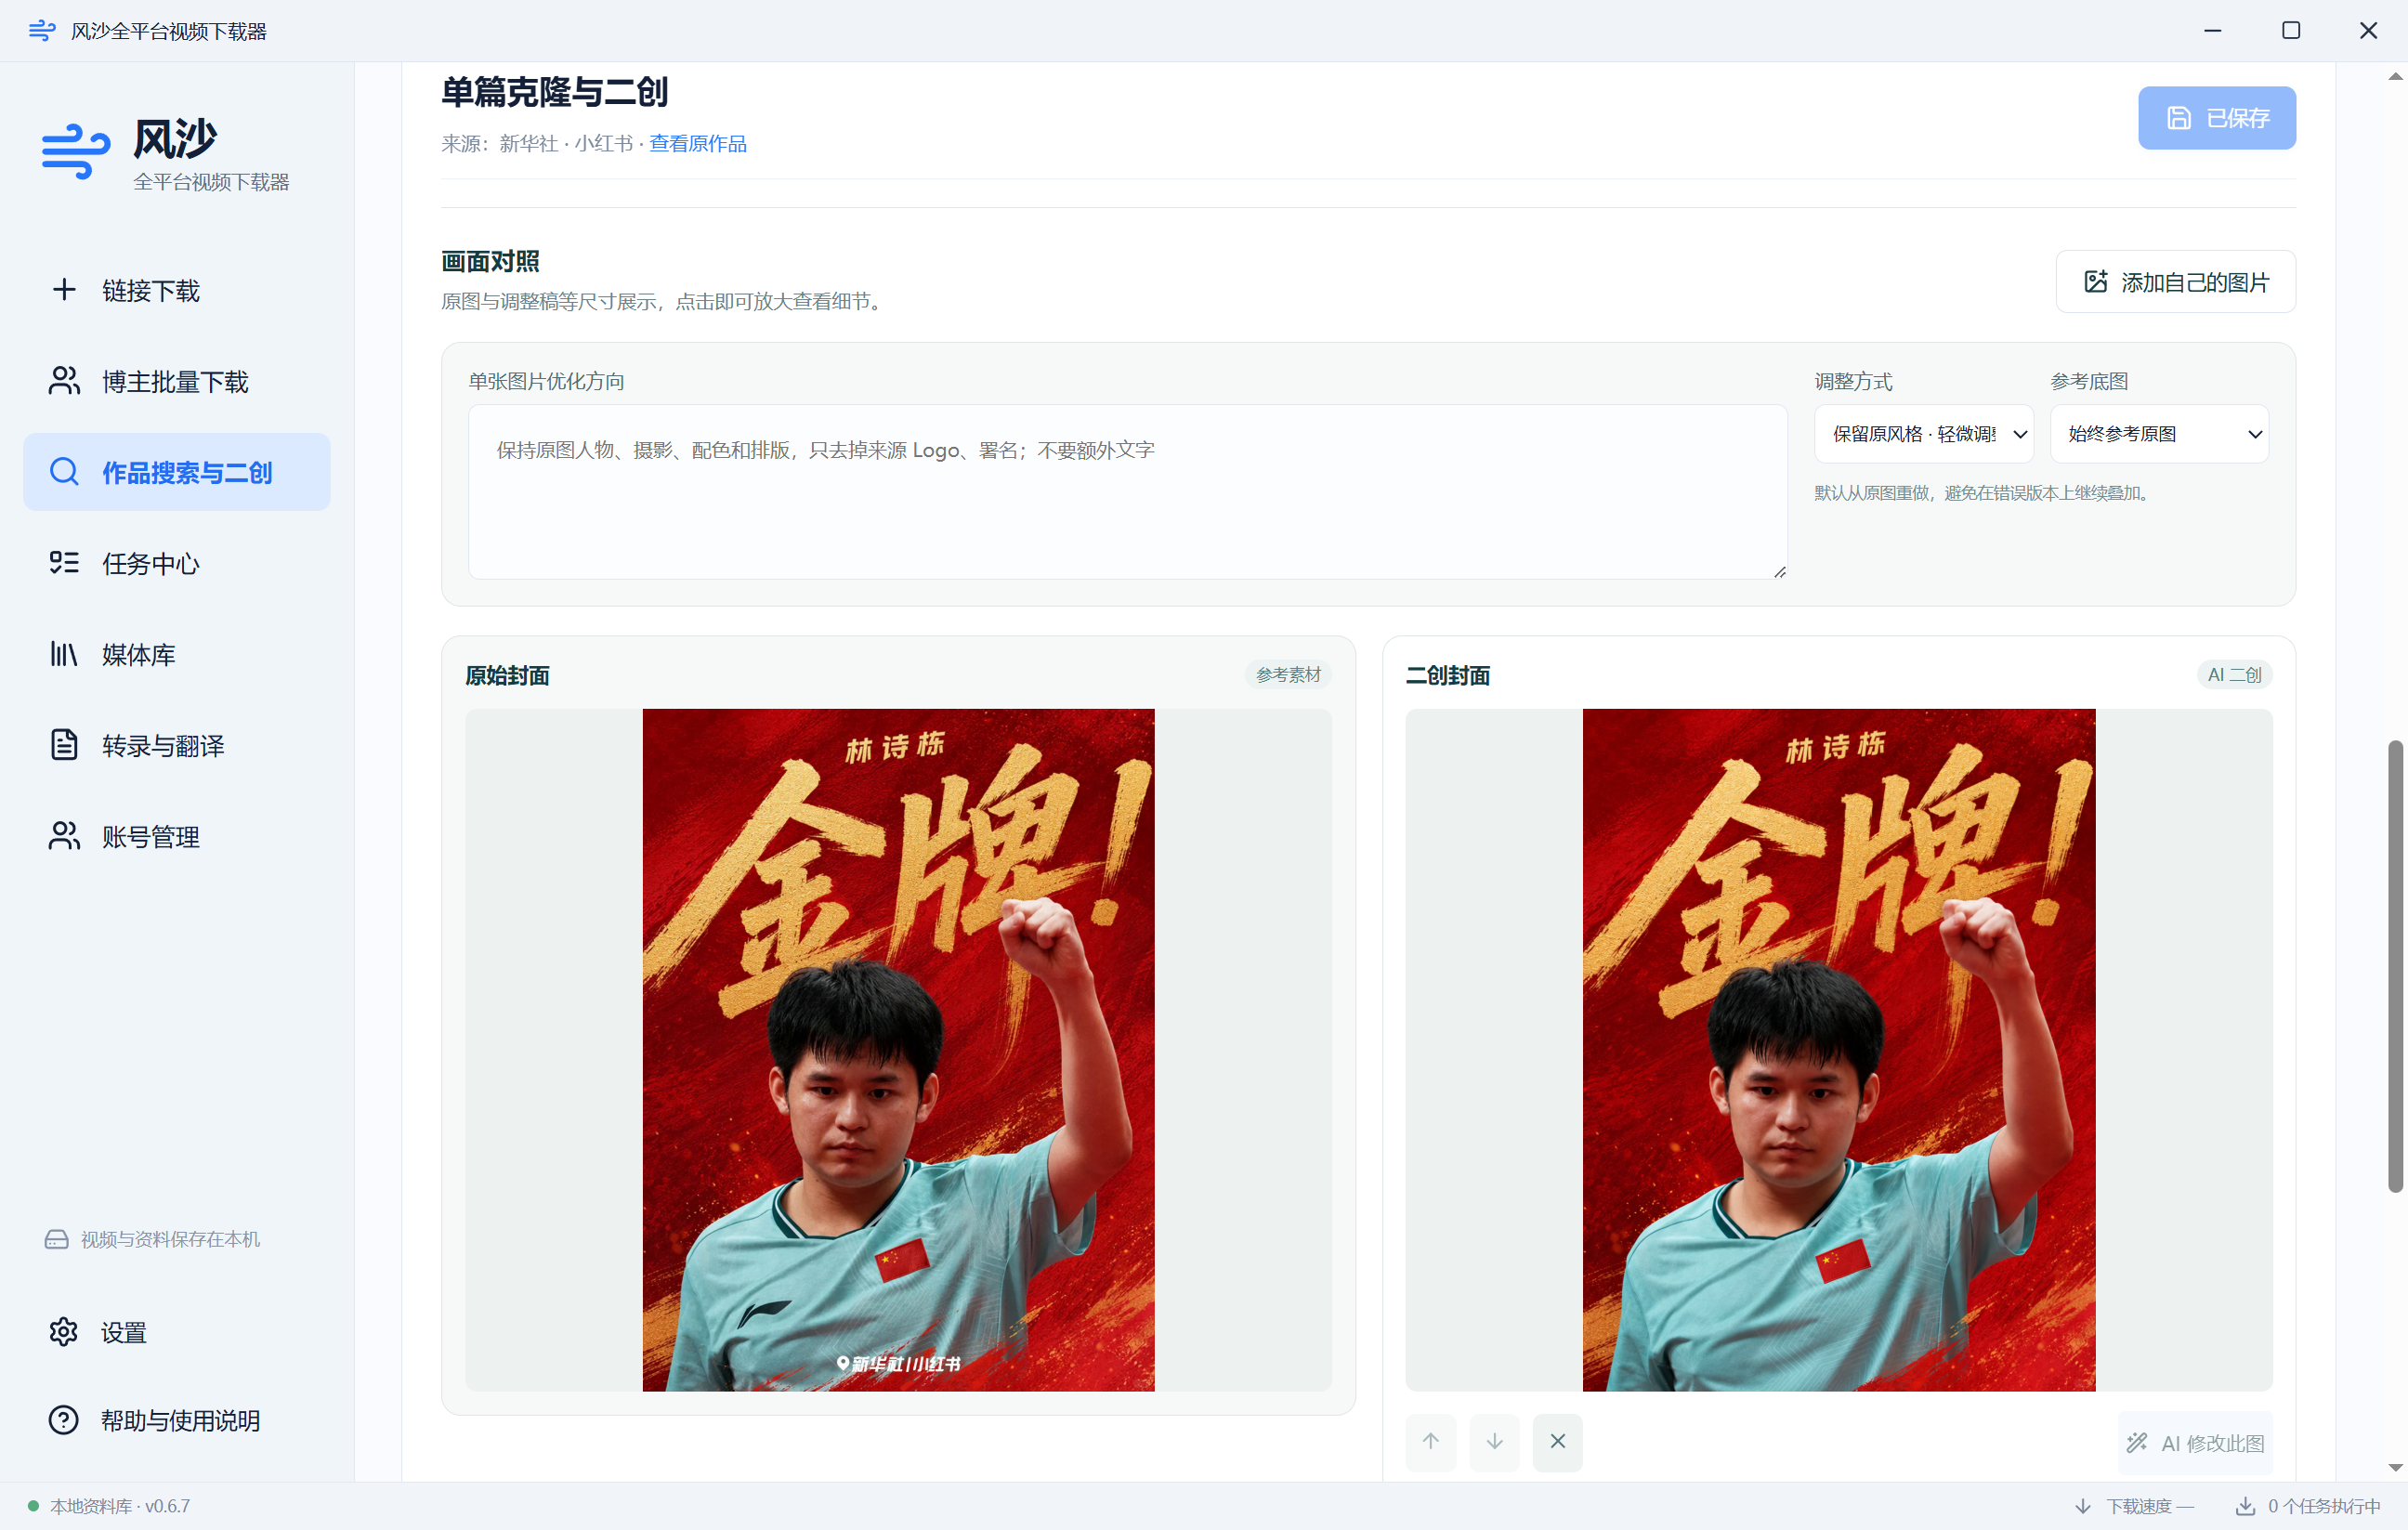 风沙全平台视频下载器
风沙
全平台视频下载器
链接下载
博主批量下载
作品搜索与二创
任务中心
媒体库
转录与翻译
账号管理
视频与资料保存在本机
设置
帮助与使用说明
单篇克隆与二创
来源：新华社 · 小红书 · 查看原作品
已保存
画面对照
原图与调整稿等尺寸展示，点击即可放大查看细节。
添加自己的图片
单张图片优化方向
保持原图人物、摄影、配色和排版，只去掉来源 Logo、署名；不要额外文字
调整方式
保留原风格 · 轻微调
参考底图
始终参考原图
默认从原图重做，避免在错误版本上继续叠加。
原始封面
参考素材
林诗栋
金牌!
新华社|小红书
二创封面
AI 二创
林诗栋
金牌!
AI 修改此图
本地资料库 · v0.6.7
下载速度 —
0 个任务执行中